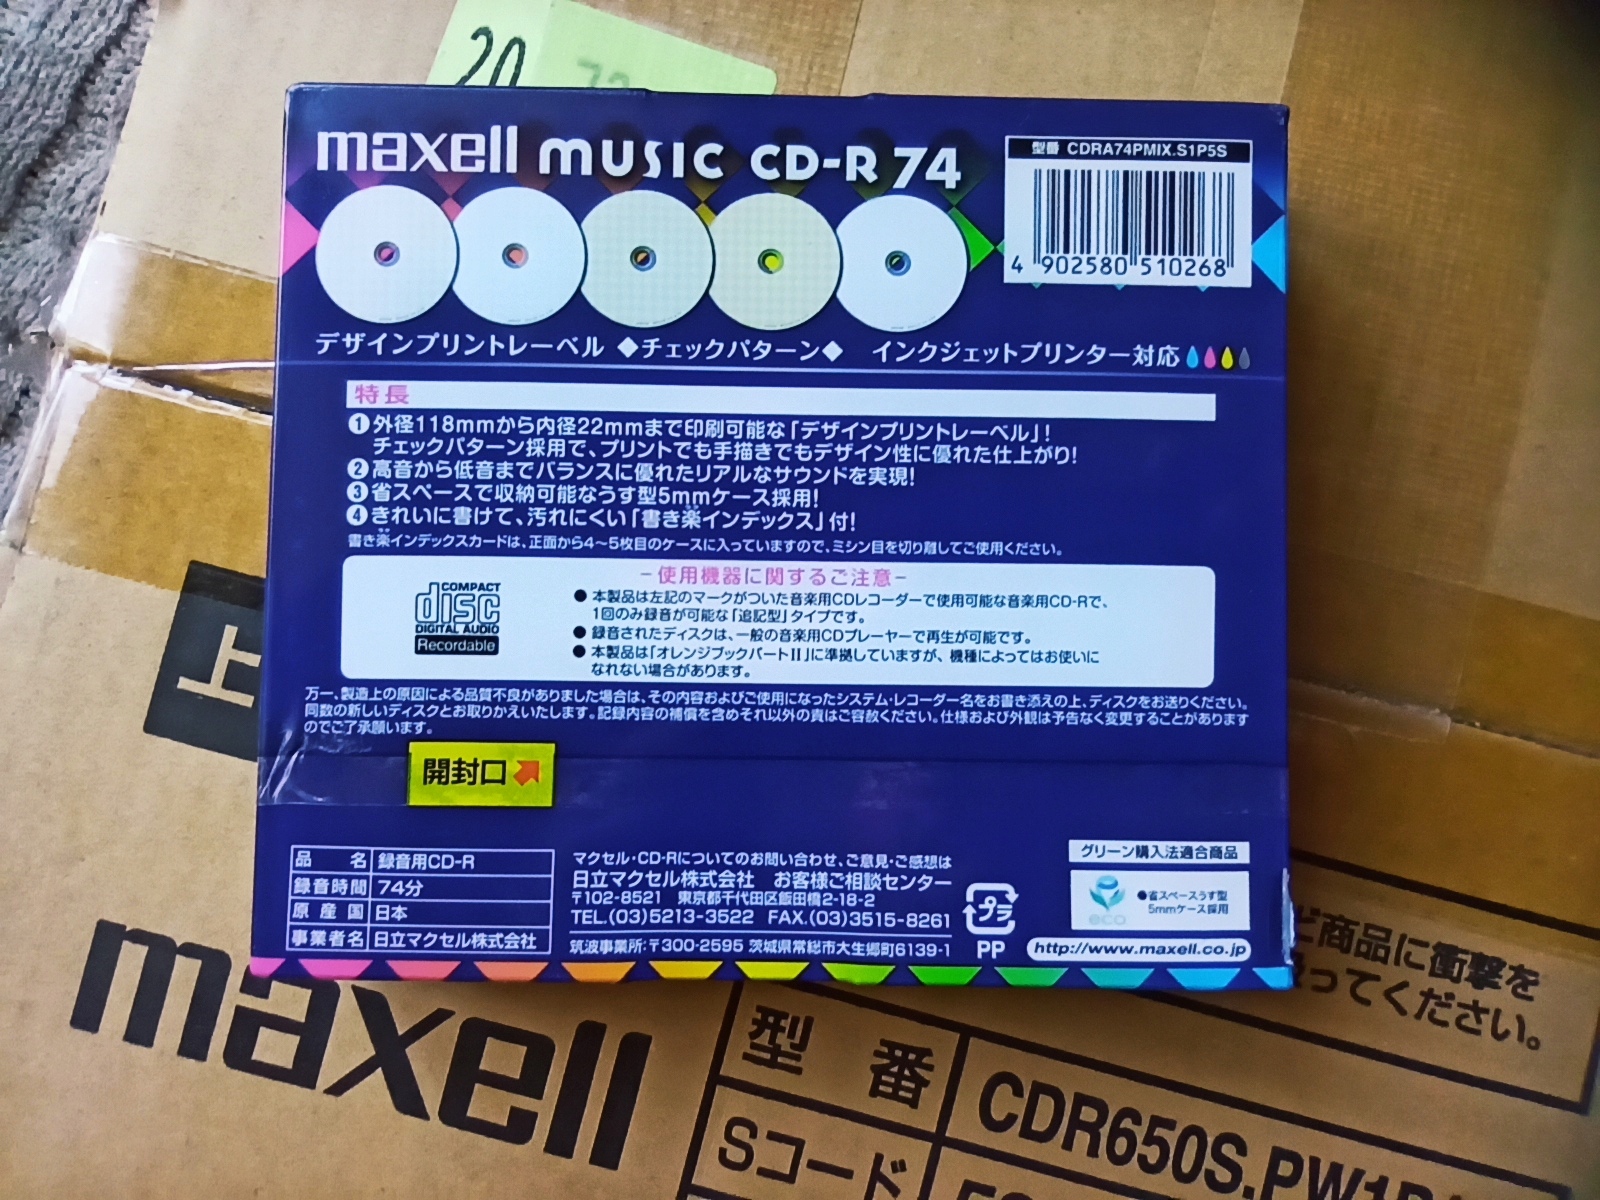 20
maxell MUSIC CD-R 74
型番 CDRA74PMIX.S1P5S
4 902580 510268
デザインプリントレーベル ◆チェックパターン◆ インクジェットプリンター対応
特長
①外径118mmから内径22mmまで印刷可能な「デザインプリントレーベル」!
チェックパターン採用で、プリントでも手描きでもデザイン性に優れた仕上がり!
②高音から低音までバランスに優れたリアルなサウンドを実現!
③省スペースで収納可能なうす型5mmケース採用!
④きれいに書けて、汚れにくい「書き楽インデックス」付!
書き楽インデックスカードは、正面から4～5枚目のケースに入っていますので、ミシン目を切り離してご使用ください。
－使用機器に関するご注意－
COMPACT
disc
DIGITAL AUDIO
Recordable
●本製品は左記のマークがついた音楽用CDレコーダーで使用可能な音楽用CD-Rで、
1回のみ録音が可能な「追記型」タイプです。
●録音されたディスクは、一般の音楽用CDプレーヤーで再生が可能です。
●本製品は「オレンジブックパートII」に準拠していますが、機種によってはお使いに
なれない場合があります。
万一、製造上の原因による品質不良がありました場合は、その内容およびご使用になったシステム・レコーダー名をお書き添えの上、ディスクをお送りください。
同数の新しいディスクとお取りかえいたします。記録内容の補償を含めそれ以外の責はご容赦ください。仕様および外観は予告なく変更することがあります
のでご了承願います。
開封口
品名 録音用CD-R
録音時間 74分
原産国 日本
事業者名 日立マクセル株式会社
マクセル・CD-Rについてのお問い合わせ、ご意見・ご感想は
日立マクセル株式会社 お客様ご相談センター
〒102-8521 東京都千代田区飯田橋2-18-2
TEL.(03)5213-3522 FAX.(03)3515-8261
筑波事業所:〒300-2595 茨城県常総市大生郷町6139-1
プラ
PP
グリーン購入法適合商品
eco
●省スペースうす型
5mmケース採用
http://www.maxell.co.jp
上
商品に衝撃を
ってください。
maxell
型番 CDR650S.PW1P
Sコード